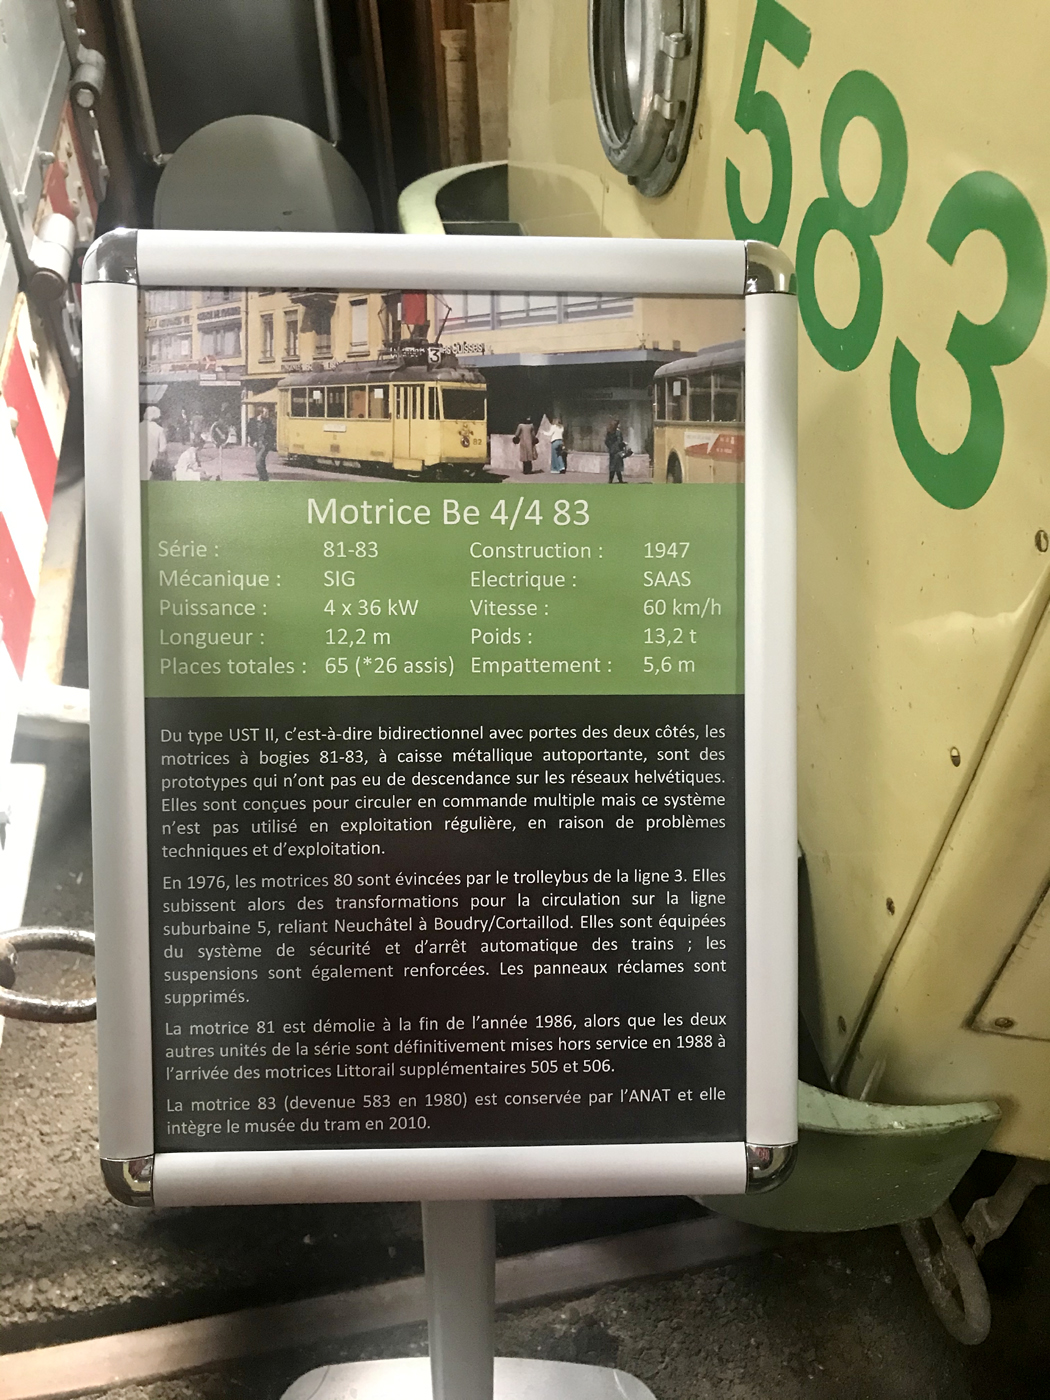 583
3
Motrice Be 4/4 83
Série : 81-83 Construction : 1947
Mécanique : SIG Electrique : SAAS
Puissance : 4 x 36 kW Vitesse : 60 km/h
Longueur : 12,2 m Poids : 13,2 t
Places totales : 65 (*26 assis) Empattement : 5,6 m
Du type UST II, c’est-à-dire bidirectionnel avec portes des deux côtés, les
motrices à bogies 81-83, à caisse métallique autoportante, sont des
prototypes qui n’ont pas eu de descendance sur les réseaux helvétiques.
Elles sont conçues pour circuler en commande multiple mais ce système
n’est pas utilisé en exploitation régulière, en raison de problèmes
techniques et d’exploitation.
En 1976, les motrices 80 sont évincées par le trolleybus de la ligne 3. Elles
subissent alors des transformations pour la circulation sur la ligne
suburbaine 5, reliant Neuchâtel à Boudry/Cortaillod. Elles sont équipées
du système de sécurité et d’arrêt automatique des trains ; les
suspensions sont également renforcées. Les panneaux réclames sont
supprimés.
La motrice 81 est démolie à la fin de l’année 1986, alors que les deux
autres unités de la série sont définitivement mises hors service en 1988 à
l’arrivée des motrices Littorail supplémentaires 505 et 506.
La motrice 83 (devenue 583 en 1980) est conservée par l’ANAT et elle
intègre le musée du tram en 2010.